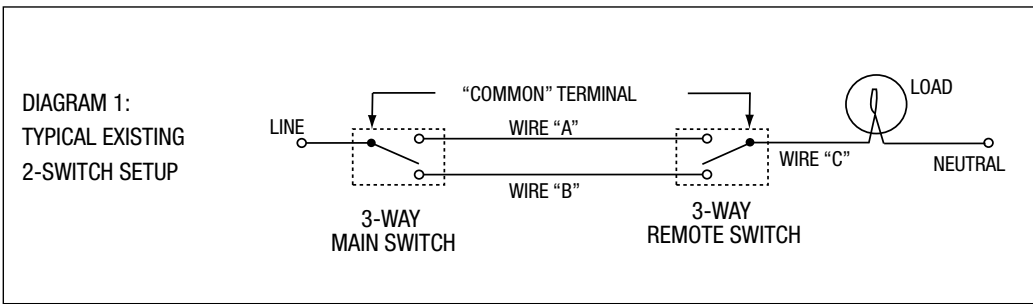 DIAGRAM 1:
TYPICAL EXISTING
2-SWITCH SETUP
LINE
“COMMON” TERMINAL
WIRE “A”
WIRE “B”
3-WAY
MAIN SWITCH
3-WAY
REMOTE SWITCH
WIRE “C”
LOAD
NEUTRAL